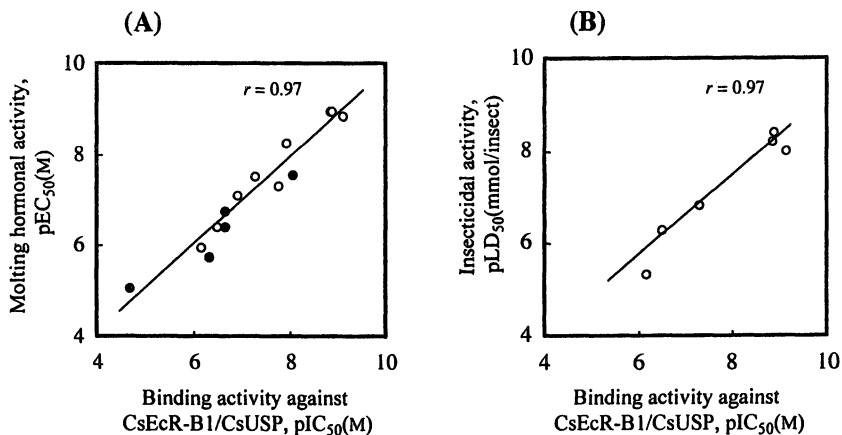 (A)
Molting hormonal activity,
pEC50(M)
r = 0.97
10
8
6
4
4 6 8 10
Binding activity against
CsEcR-B1/CsUSP, pIC50(M)
(B)
Insecticidal activity,
pLD50(mmol/insect)
r = 0.97
10
8
6
4
4 6 8 10
Binding activity against
CsEcR-B1/CsUSP, pIC50(M)